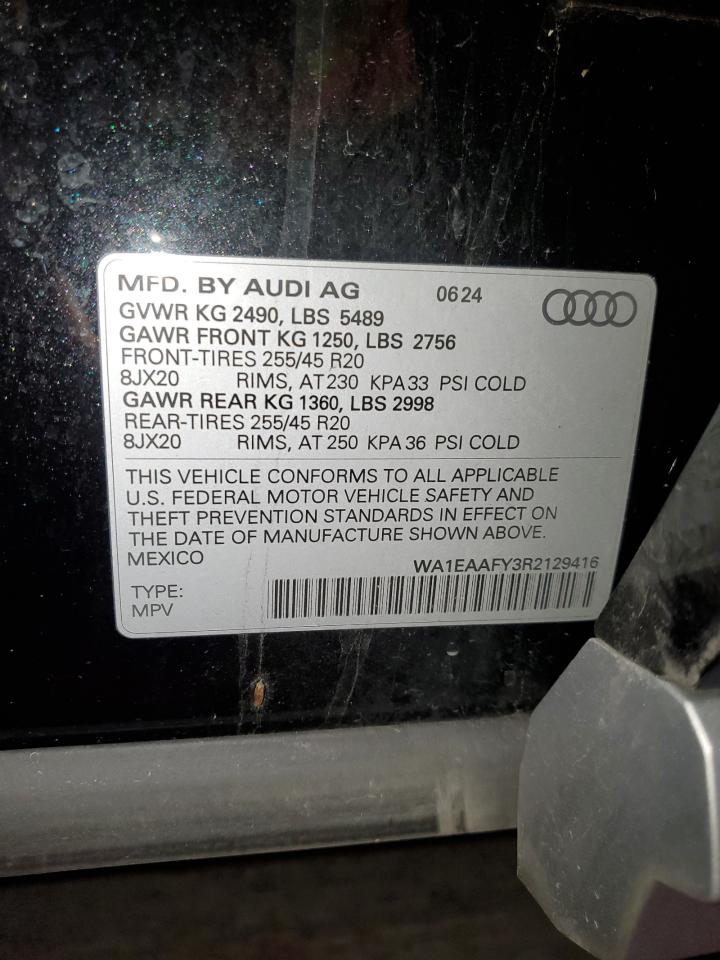 MFD. BY AUDI AG 0624
GVWR KG 2490, LBS 5489
GAWR FRONT KG 1250, LBS 2756
FRONT-TIRES 255/45 R20
8JX20 RIMS, AT 230 KPA 33 PSI COLD
GAWR REAR KG 1360, LBS 2998
REAR-TIRES 255/45 R20
8JX20 RIMS, AT 250 KPA 36 PSI COLD
THIS VEHICLE CONFORMS TO ALL APPLICABLE
U.S. FEDERAL MOTOR VEHICLE SAFETY AND
THEFT PREVENTION STANDARDS IN EFFECT ON
THE DATE OF MANUFACTURE SHOWN ABOVE.
MEXICO
WA1EAAFY3R2129416
TYPE:
MPV